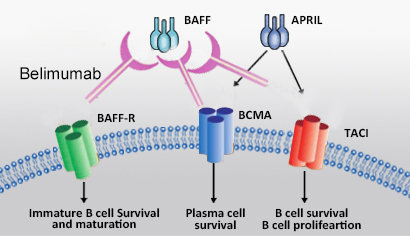 BAFF
APRIL
Belimumab
BAFF-R
BCMA
TACI
Immature B cell Survival
and maturation
Plasma cell
survival
B cell survival
B cell prolifeartion